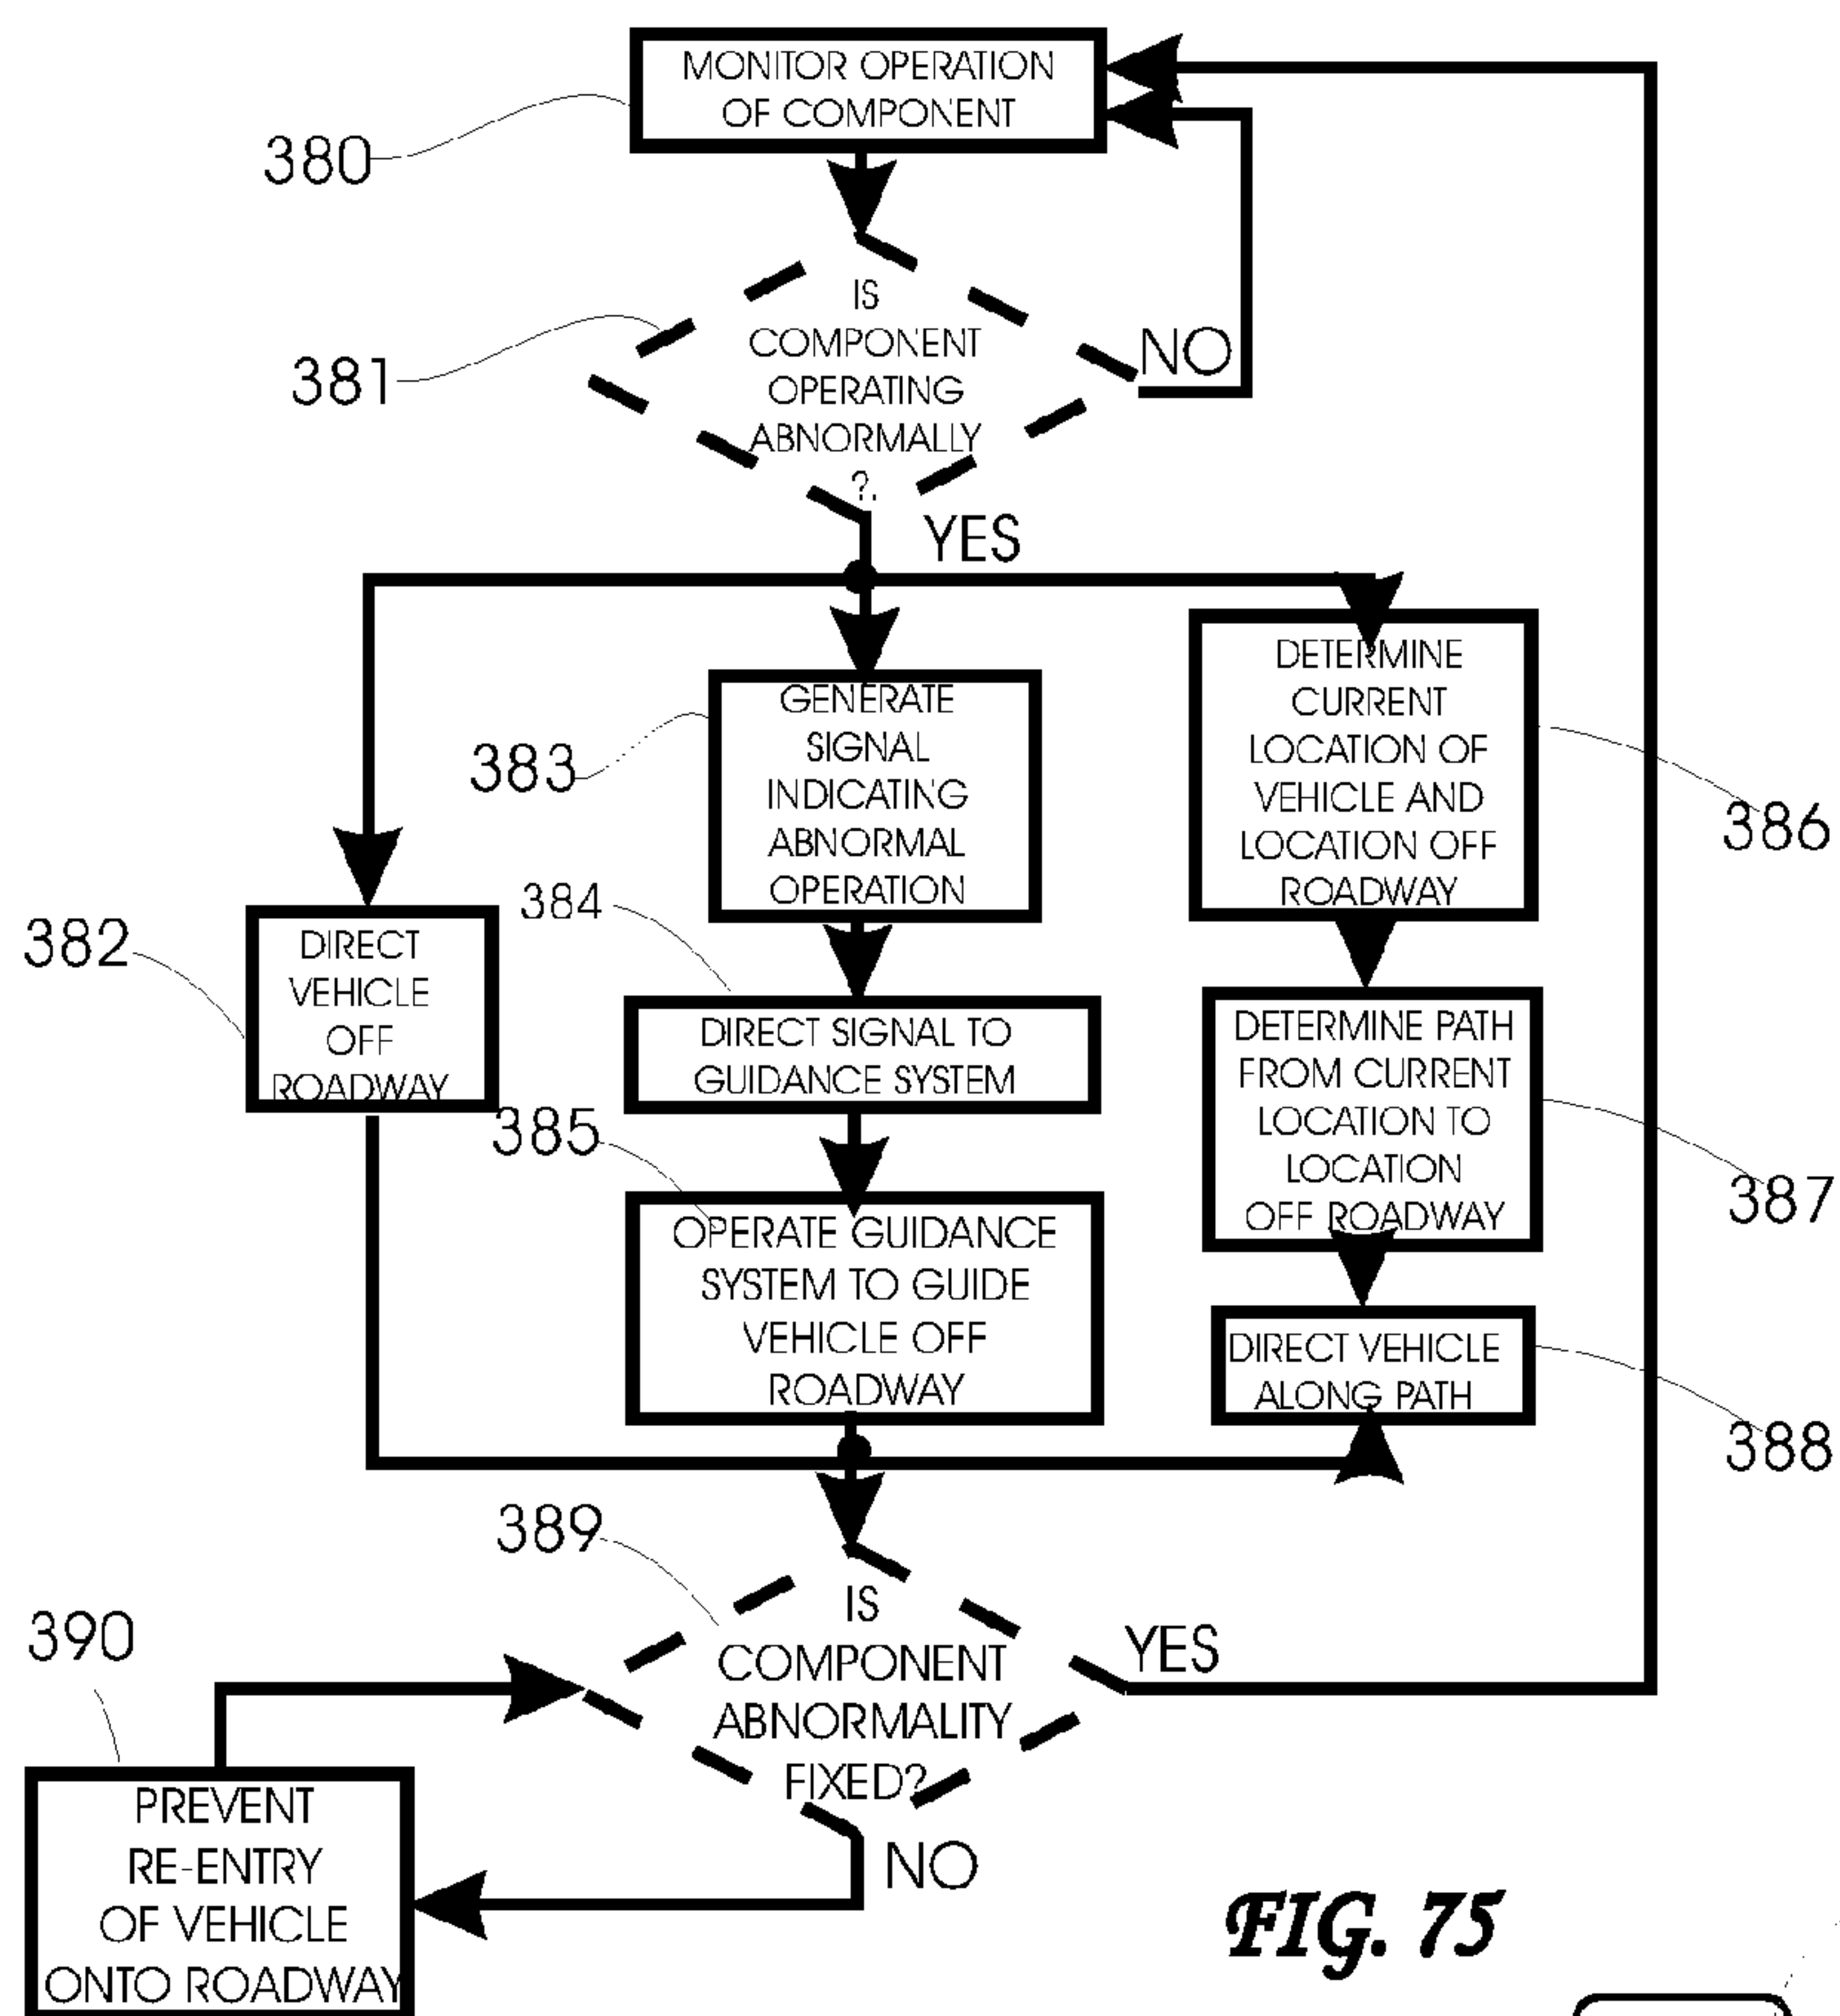 MONITOR OPERATION
OF COMPONENT
380
IS
COMPONENT
OPERATING
ABNORMALLY
?.
381
NO
YES
GENERATE
SIGNAL
INDICATING
ABNORMAL
OPERATION
383
DETERMINE
CURRENT
LOCATION OF
VEHICLE AND
LOCATION OFF
ROADWAY
386
384
382
DIRECT
VEHICLE
OFF
ROADWAY
DIRECT SIGNAL TO
GUIDANCE SYSTEM
DETERMINE PATH
FROM CURRENT
LOCATION TO
LOCATION
OFF ROADWAY
387
385
OPERATE GUIDANCE
SYSTEM TO GUIDE
VEHICLE OFF
ROADWAY
DIRECT VEHICLE
ALONG PATH
388
389
IS
COMPONENT
ABNORMALITY
FIXED?
YES
NO
390
PREVENT
RE-ENTRY
OF VEHICLE
ONTO ROADWAY
FIG. 75